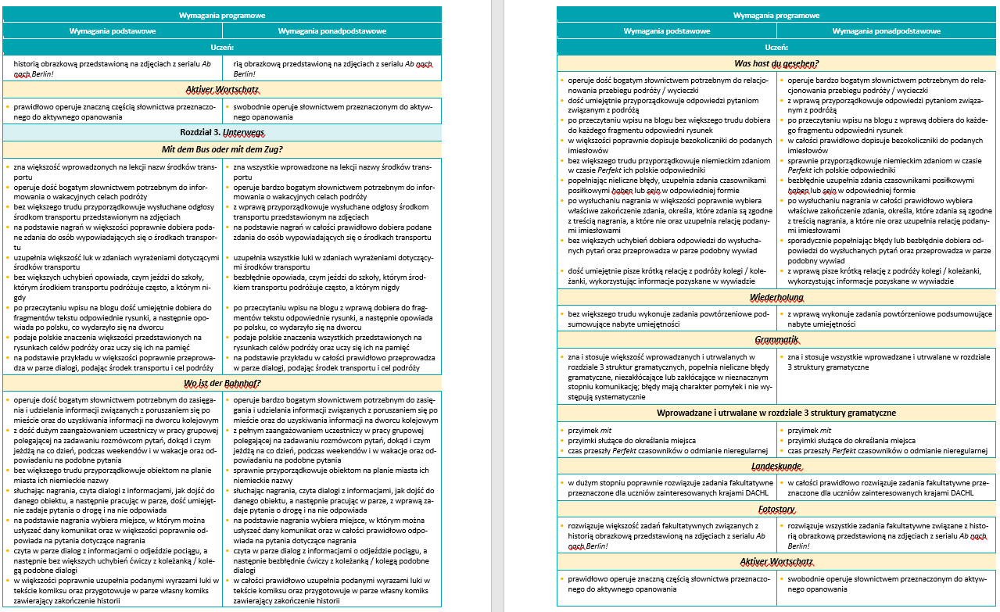 Wymagania programowe
Wymagania podstawowe
Wymagania ponadpodstawowe
Uczeń:
historią obrazkową przedstawioną na zdjęciach z serialu Ab
nach Berlin!
rią obrazkową przedstawioną na zdjęciach z serialu Ab nach
Berlin!
Aktiver Wortschatz
• prawidłowo operuje znaczną częścią słownictwa przeznaczo-
nego do aktywnego opanowania
• swobodnie operuje słownictwem przeznaczonym do aktyw-
nego opanowania
Rozdział 3. Unterwegs
Mit dem Bus oder mit dem Zug?
• zna większość wprowadzonych na lekcji nazw środków trans-
portu
• operuje dość bogatym słownictwem potrzebnym do infor-
mowania o wakacyjnych celach podróży
• bez większego trudu przyporządkowuje wysłuchane odgłosy
środkom transportu przedstawionym na zdjęciach
• na podstawie nagrań w większości poprawnie dobiera poda-
ne zdania do osób wypowiadających się o środkach transpor-
tu
• uzupełnia większość luk w zdaniach wyrażeniami dotyczącymi
środków transportu
• bez większych uchybień opowiada, czym jeździ do szkoły,
którym środkiem transportu podróżuje często, a którym ni-
gdy
• po przeczytaniu wpisu na blogu dość umiejętnie dobiera do
fragmentów tekstu odpowiednie rysunki, a następnie opo-
wiada po polsku, co wydarzyło się na dworcu
• podaje polskie znaczenia większości przedstawionych na
rysunkach celów podróży oraz uczy się ich na pamięć
• na podstawie przykładu w większości poprawnie przeprowa-
dza w parze dialogi, podając środek transportu i cel podróży
• zna wszystkie wprowadzone na lekcji nazwy środków trans-
portu
• operuje bardzo bogatym słownictwem potrzebnym do infor-
mowania o wakacyjnych celach podróży
• z wprawą przyporządkowuje wysłuchane odgłosy środkom
transportu przedstawionym na zdjęciach
• na podstawie nagrań w całości prawidłowo dobiera podane
zdania do osób wypowiadających się o środkach transportu
• uzupełnia wszystkie luki w zdaniach wyrażeniami dotyczący-
mi środków transportu
• bezbłędnie opowiada, czym jeździ do szkoły, którym środ-
kiem transportu podróżuje często, a którym nigdy
• po przeczytaniu wpisu na blogu z wprawą dobiera do frag-
mentów tekstu odpowiednie rysunki, a następnie opowiada
po polsku, co wydarzyło się na dworcu
• podaje polskie znaczenia wszystkich przedstawionych na
rysunkach celów podróży oraz uczy się ich na pamięć
• na podstawie przykładu w całości prawidłowo przeprowadza
w parze dialogi, podając środek transportu i cel podróży
Wo ist der Bahnhof?
• operuje dość bogatym słownictwem potrzebnym do zasięga-
nia i udzielania informacji związanych z poruszaniem się po
mieście oraz do uzyskiwania informacji na dworcu kolejowym
• z dość dużym zaangażowaniem uczestniczy w pracy grupowej
polegającej na zadawaniu rozmówcom pytań, dokąd i czym
jeżdżą na co dzień, podczas weekendów i w wakacje oraz od-
powiadaniu na podobne pytania
• bez większego trudu przyporządkowuje obiektom na planie
miasta ich niemieckie nazwy
• słuchając nagrania, czyta dialogi z informacjami, jak dojść do
danego obiektu, a następnie pracując w parze, dość umiejęt-
nie zadaje pytania o drogę i na nie odpowiada
• na podstawie nagrania wybiera miejsce, w którym można
usłyszeć dany komunikat oraz w większości poprawnie od-
powiada na pytania dotyczące nagrania
• czyta w parze dialog z informacjami o odjeździe pociągu, a
następnie bez większych uchybień ćwiczy z koleżanką / kole-
gą podobne dialogi
• w większości poprawnie uzupełnia podanymi wyrazami luki w
tekście komiksu oraz przygotowuje w parze własny komiks
zawierający zakończenie historii
• operuje bardzo bogatym słownictwem potrzebnym do zasię-
gania i udzielania informacji związanych z poruszaniem się po
mieście oraz do uzyskiwania informacji na dworcu kolejowym
• z pełnym zaangażowaniem uczestniczy w pracy grupowej
polegającej na zadawaniu rozmówcom pytań, dokąd i czym
jeżdżą na co dzień, podczas weekendów i w wakacje oraz od-
powiadaniu na podobne pytania
• sprawnie przyporządkowuje obiektom na planie miasta ich
niemieckie nazwy
• słuchając nagrania, czyta dialogi z informacjami, jak dojść do
danego obiektu, a następnie pracując w parze, z wprawą za-
daje pytania o drogę i na nie odpowiada
• na podstawie nagrania wybiera miejsce, w którym można
usłyszeć dany komunikat oraz w całości prawidłowo odpo-
wiada na pytania dotyczące nagrania
• czyta w parze dialog z informacjami o odjeździe pociągu, a
następnie bezbłędnie ćwiczy z koleżanką / kolegą podobne
dialogi
• w całości prawidłowo uzupełnia podanymi wyrazami luki w
tekście komiksu oraz przygotowuje w parze własny komiks
zawierający zakończenie historii
Wymagania programowe
Wymagania podstawowe
Wymagania ponadpodstawowe
Uczeń:
Was hast du gesehen?
• operuje dość bogatym słownictwem potrzebnym do relacjo-
nowania przebiegu podróży / wycieczki
• dość umiejętnie przyporządkowuje odpowiedzi pytaniom
związanym z podróżą
• po przeczytaniu wpisu na blogu bez większego trudu dobiera
do każdego fragmentu odpowiedni rysunek
• w większości poprawnie dopisuje bezokoliczniki do podanych
imiesłowów
• bez większego trudu przyporządkowuje niemieckim zdaniom
w czasie Perfekt ich polskie odpowiedniki
• popełniając nieliczne błędy, uzupełnia zdania czasownikami
posiłkowymi haben lub sein w odpowiedniej formie
• po wysłuchaniu nagrania w większości poprawnie wybiera
właściwe zakończenie zdania, określa, które zdania są zgodne
z treścią nagrania, a które nie oraz uzupełnia relację podany-
mi imiesłowami
• bez większych uchybień dobiera odpowiedzi do wysłucha-
nych pytań oraz przeprowadza w parze podobny wywiad
• dość umiejętnie pisze krótką relację z podróży kolegi / kole-
żanki, wykorzystując informacje pozyskane w wywiadzie
• operuje bardzo bogatym słownictwem potrzebnym do rela-
cjonowania przebiegu podróży / wycieczki
• z wprawą przyporządkowuje odpowiedzi pytaniom związa-
nym z podróżą
• po przeczytaniu wpisu na blogu z wprawą dobiera do każde-
go fragmentu odpowiedni rysunek
• w całości prawidłowo dopisuje bezokoliczniki do podanych
imiesłowów
• sprawnie przyporządkowuje niemieckim zdaniom w czasie
Perfekt ich polskie odpowiedniki
• bezbłędnie uzupełnia zdania czasownikami posiłkowymi
haben lub sein w odpowiedniej formie
• po wysłuchaniu nagrania w całości prawidłowo wybiera
właściwe zakończenie zdania, określa, które zdania są zgodne
z treścią nagrania, a które nie oraz uzupełnia relację podany-
mi imiesłowami
• sporadycznie popełniając błędy lub bezbłędnie dobiera od-
powiedzi do wysłuchanych pytań oraz przeprowadza w parze
podobny wywiad
• z wprawą pisze krótką relację z podróży kolegi / koleżanki,
wykorzystując informacje pozyskane w wywiadzie
Wiederholung
• bez większego trudu wykonuje zadania powtórzeniowe pod-
sumowujące nabyte umiejętności
• z wprawą wykonuje zadania powtórzeniowe podsumowujące
nabyte umiejętności
Grammatik
• zna i stosuje większość wprowadzanych i utrwalanych w
rozdziale 3 struktur gramatycznych, popełnia nieliczne błędy
gramatyczne, niezakłócające lub zakłócające w nieznacznym
stopniu komunikację; błędy mają charakter pomyłek i nie wy-
stępują systematycznie
• zna i stosuje wszystkie wprowadzane i utrwalane w rozdziale
3 struktury gramatyczne
Wprowadzane i utrwalane w rozdziale 3 struktury gramatyczne
• przyimek mit
• przyimki służące do określania miejsca
• czas przeszły Perfekt czasowników o odmianie nieregularnej
• przyimek mit
• przyimki służące do określania miejsca
• czas przeszły Perfekt czasowników o odmianie nieregularnej
Landeskunde
• w dużym stopniu poprawnie rozwiązuje zadania fakultatywne
przeznaczone dla uczniów zainteresowanych krajami DACHL
• w całości prawidłowo rozwiązuje zadania fakultatywne prze-
znaczone dla uczniów zainteresowanych krajami DACHL
Fotostory
• rozwiązuje większość zadań fakultatywnych związanych z
historią obrazkową przedstawioną na zdjęciach z serialu Ab
nach Berlin!
• rozwiązuje wszystkie zadania fakultatywne związane z histo-
rią obrazkową przedstawioną na zdjęciach z serialu Ab nach
Berlin!
Aktiver Wortschatz
• prawidłowo operuje znaczną częścią słownictwa przeznaczo-
nego do aktywnego opanowania
• swobodnie operuje słownictwem przeznaczonym do aktyw-
nego opanowania